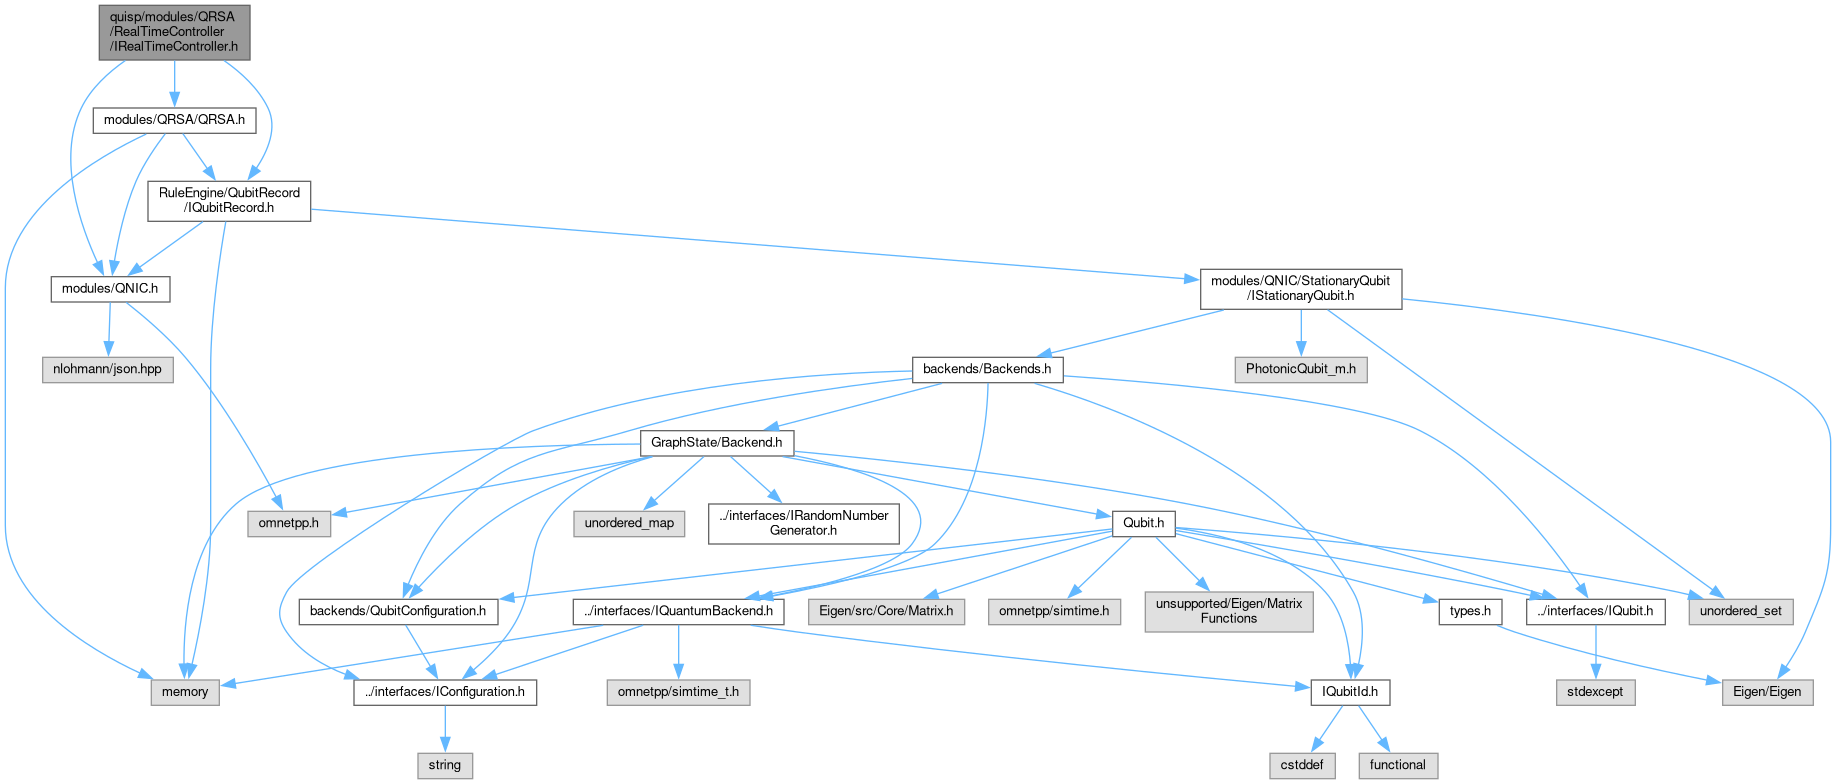 quisp/modules/QRSA
/RealTimeController
/IRealTimeController.h
modules/QRSA/QRSA.h
RuleEngine/QubitRecord
/IQubitRecord.h
modules/QNIC.h
modules/QNIC/StationaryQubit
/IStationaryQubit.h
nlohmann/json.hpp
backends/Backends.h
PhotonicQubit_m.h
GraphState/Backend.h
omnetpp.h
unordered_map
../interfaces/IRandomNumber
Generator.h
Qubit.h
backends/QubitConfiguration.h
../interfaces/IQuantumBackend.h
Eigen/src/Core/Matrix.h
omnetpp/simtime.h
unsupported/Eigen/Matrix
Functions
types.h
../interfaces/IQubit.h
unordered_set
memory
../interfaces/IConfiguration.h
omnetpp/simtime_t.h
IQubitId.h
stdexcept
Eigen/Eigen
string
cstddef
functional